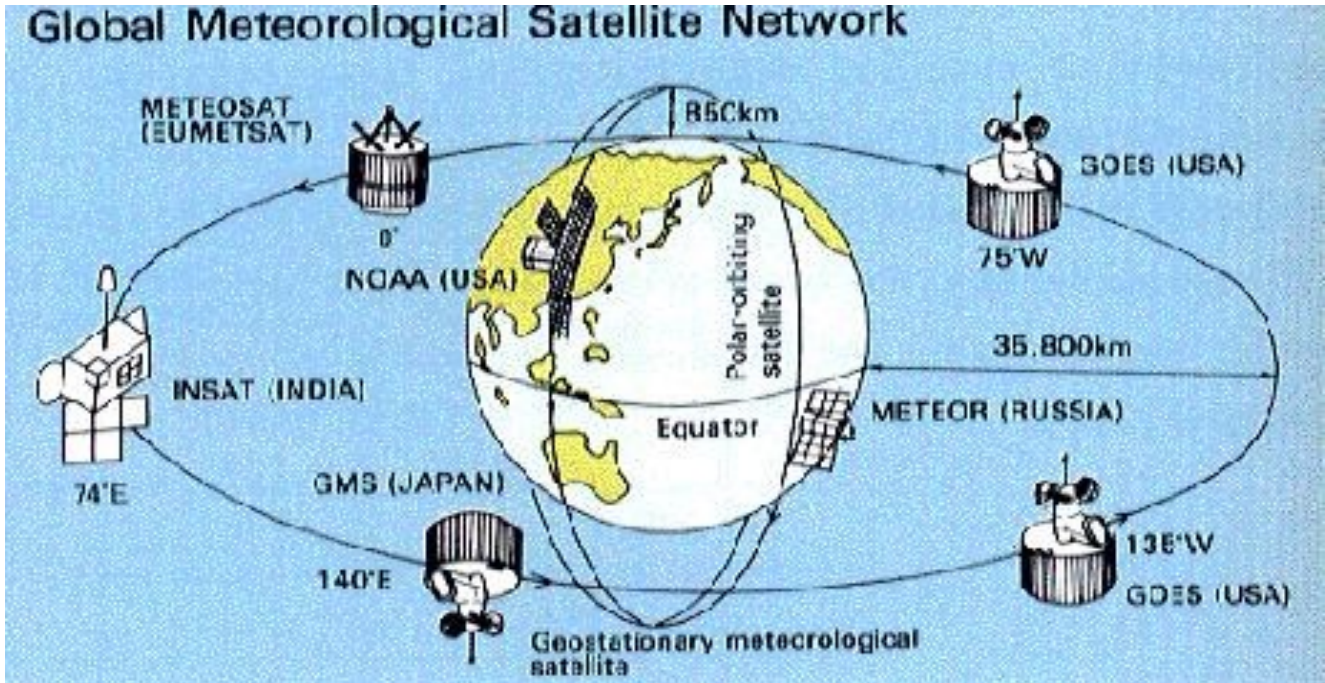 Global Meteorological Satellite Network
METEOSAT
(EUMETSAT)
850km
GOES (USA)
0°
75°W
NOAA (USA)
Polar-orbiting
satellite
35.800km
INSAT (INDIA)
METEOR (RUSSIA)
Equator
74°E
GMS (JAPAN)
140°E
135°W
GOES (USA)
Geostationary meteorological
satellite